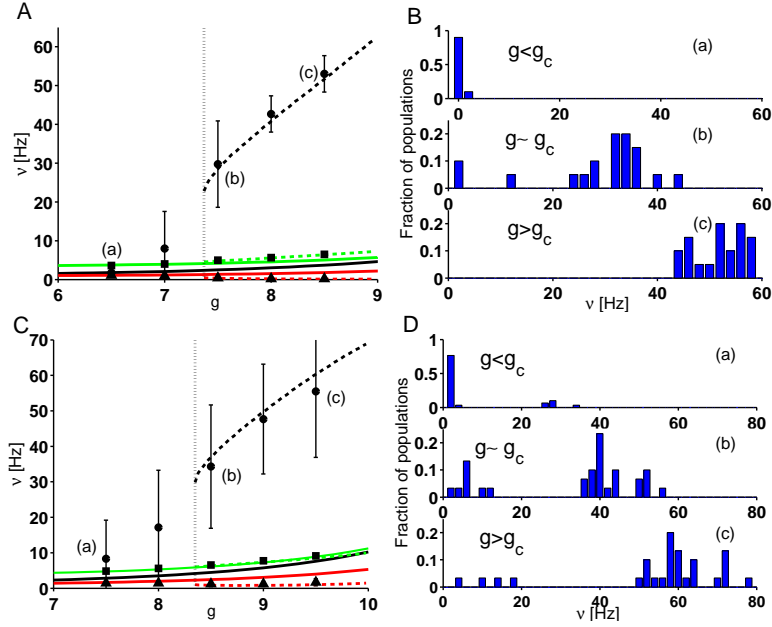 A
ν [Hz]
60
50
40
30
20
10
0
(a)
(b)
(c)
6
7
g
8
9
B
Fraction of populations
1
0.5
0
g<g_c
(a)
0
20
40
60
0.2
0.1
0
g~ g_c
(b)
0
20
40
60
0.2
0.1
0
g>g_c
(c)
0
20
ν [Hz]
40
60
C
ν [Hz]
70
60
50
40
30
20
10
0
(a)
(b)
(c)
7
8
g
9
10
D
Fraction of populations
1
0.5
0
g<g_c
(a)
0
20
40
60
80
0.2
0.1
0
g~ g_c
(b)
0
20
40
60
80
0.2
0.1
0
g>g_c
(c)
0
20
40
ν [Hz]
60
80